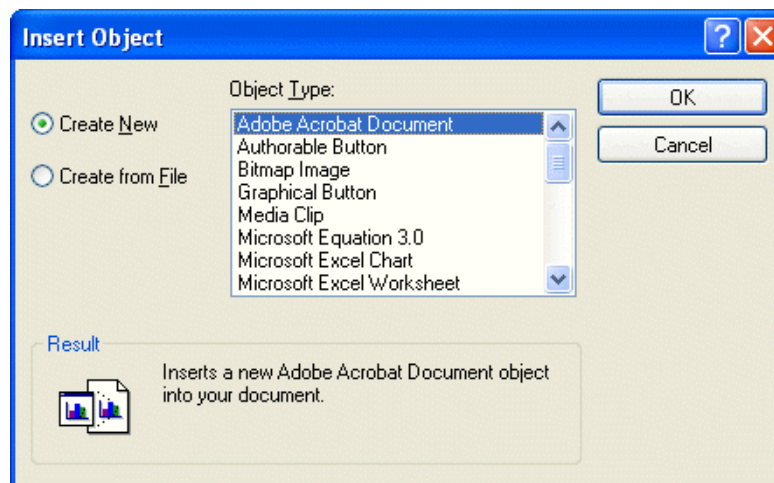 Insert Object
Object Type:
Create New
Create from File
Adobe Acrobat Document
Authorable Button
Bitmap Image
Graphical Button
Media Clip
Microsoft Equation 3.0
Microsoft Excel Chart
Microsoft Excel Worksheet
OK
Cancel
Result
Inserts a new Adobe Acrobat Document object
into your document.